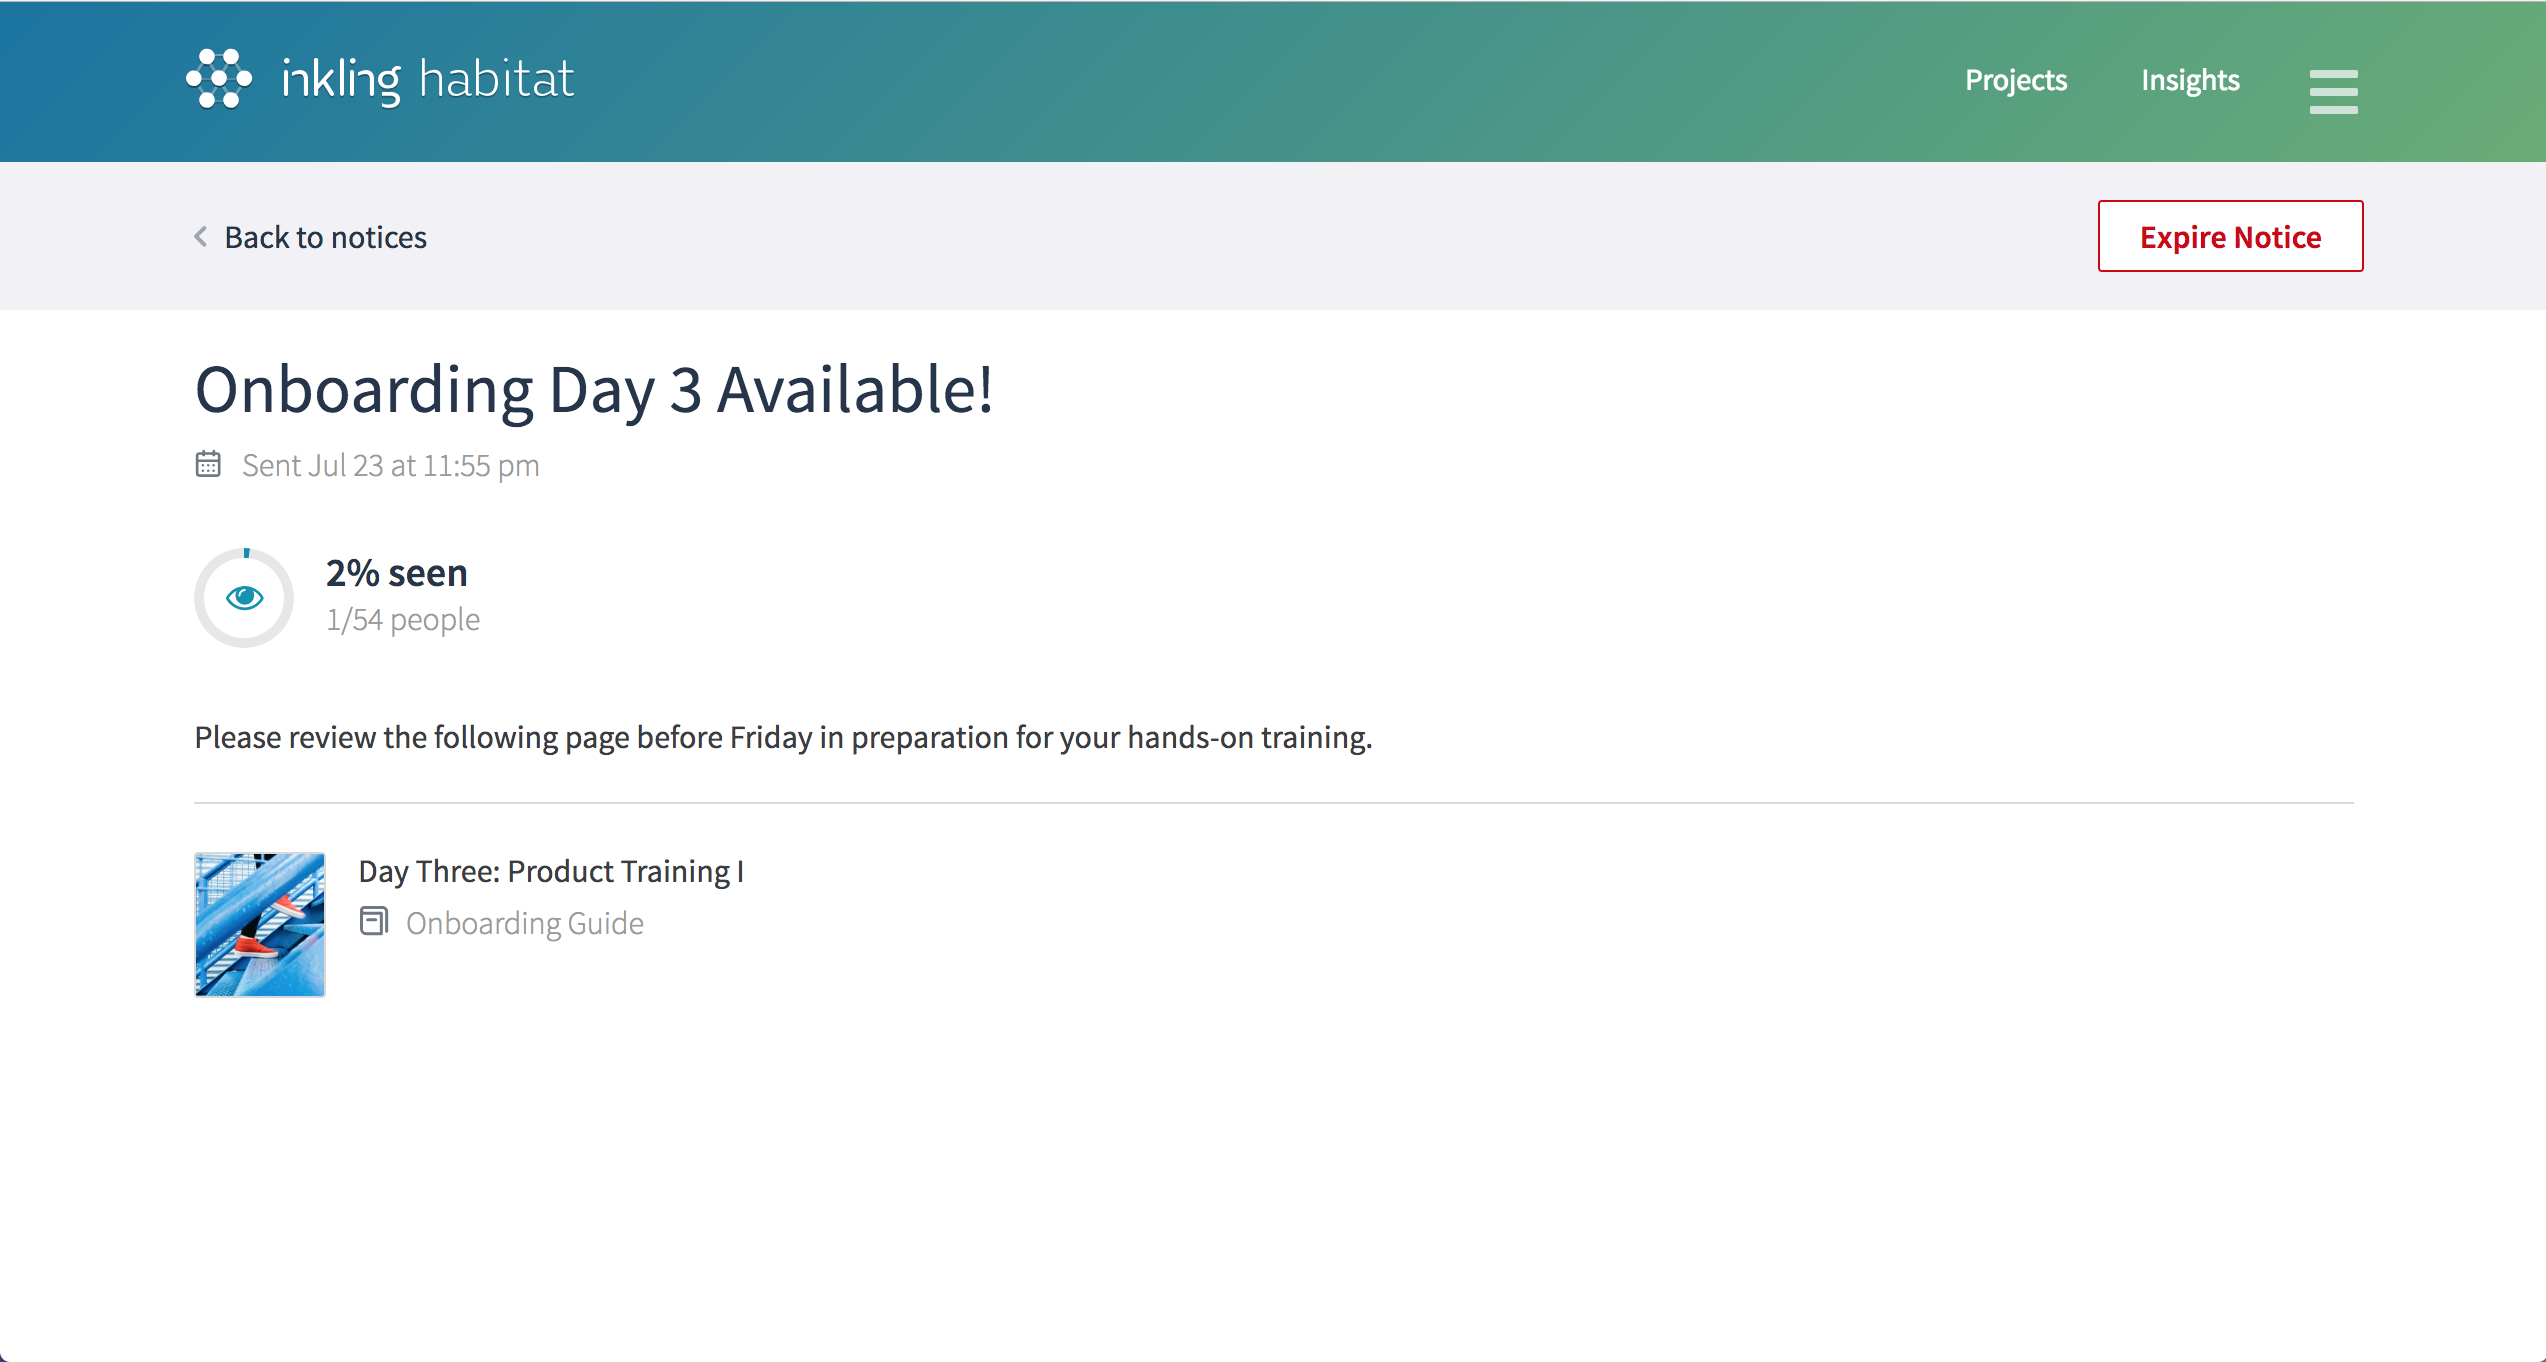 inkling habitat
Projects
Insights
Back to notices
Expire Notice
Onboarding Day 3 Available!
Sent Jul 23 at 11:55 pm
2% seen
1/54 people
Please review the following page before Friday in preparation for your hands-on training.
Day Three: Product Training I
Onboarding Guide